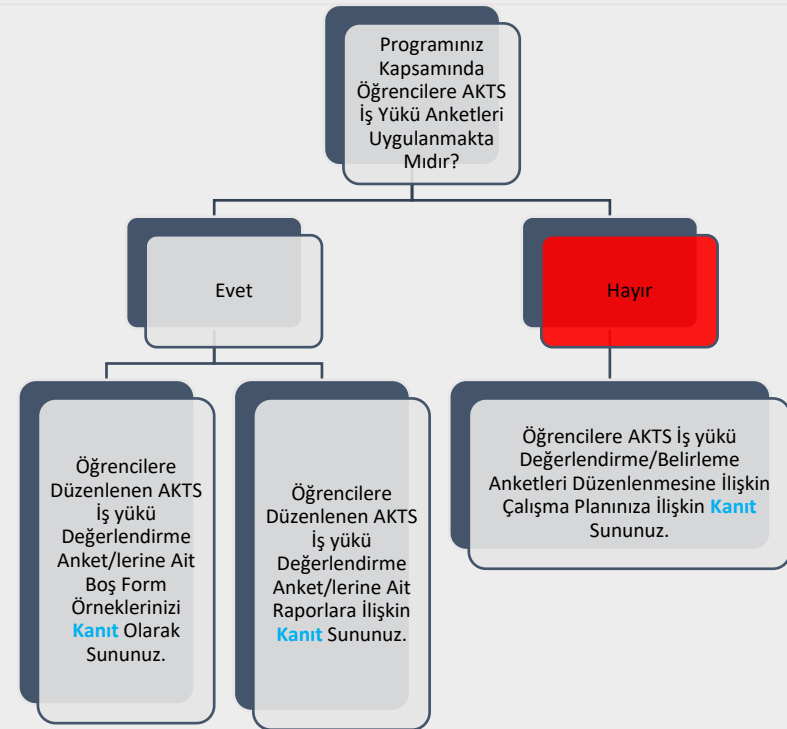 Programınız
Kapsamında
Öğrencilere AKTS
İş Yükü Anketleri
Uygulanmakta
Mıdır?
Evet
Hayır
Öğrencilere
Düzenlenen AKTS
İş yükü
Değerlendirme
Anket/lerine Ait
Boş Form
Örneklerinizi
Kanıt Olarak
Sununuz.
Öğrencilere
Düzenlenen AKTS
İş yükü
Değerlendirme
Anket/lerine Ait
Raporlara İlişkin
Kanıt Sununuz.
Öğrencilere AKTS İş yükü
Değerlendirme/Belirleme
Anketleri Düzenlenmesine İlişkin
Çalışma Planınıza İlişkin Kanıt
Sununuz.